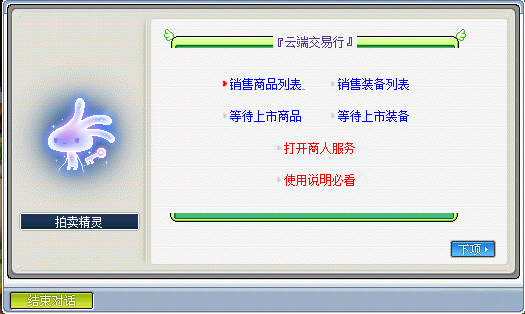 『云端交易行』
销售商品列表 销售装备列表
等待上市商品 等待上市装备
打开商人服务
使用说明必看
拍卖精灵
下项
结束对话